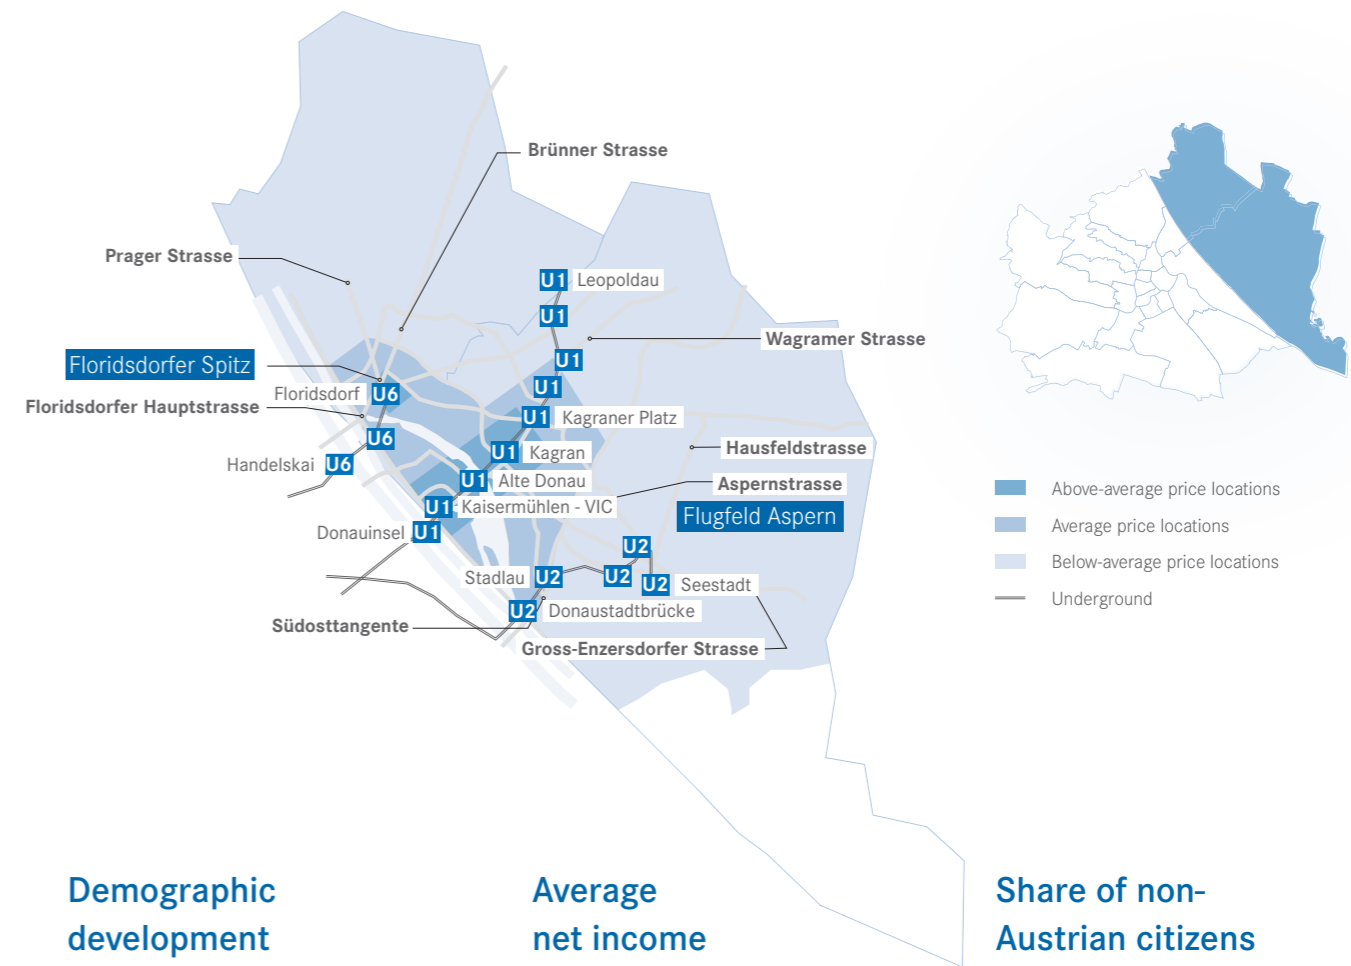 Brünner Strasse
Prager Strasse
U1 Leopoldau
U1
Wagramer Strasse
U1
Floridsdorfer Spitz
U1
Floridsdorf U6
Floridsdorfer Hauptstrasse
U1 Kagraner Platz
U6
Hausfeldstrasse
U1 Kagran
Handelskai U6
U1 Alte Donau
Aspernstrasse
U1 Kaisermühlen - VIC
Flugfeld Aspern
Donauinsel U1
U2
Stadlau U2
U2
U2 Seestadt
U2 Donaustadtbrücke
Südosttangente
Gross-Enzersdorfer Strasse
Above-average price locations
Average price locations
Below-average price locations
Underground
Demographic
development
Average
net income
Share of non-
Austrian citizens